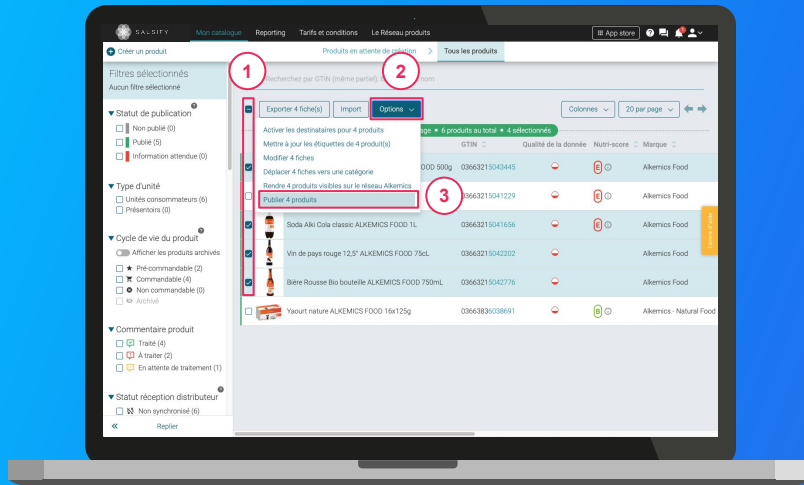 SALSIFY Mon catalogue Reporting Tarifs et conditions Le Réseau produits App store
Créer un produit Produits en attente de création > Tous les produits
Filtres sélectionnés
Aucun filtre sélectionné
1 2
Recherchez par GTIN (même partiel), nom
Exporter 4 fiche(s) Import Options Colonnes 20 par page
Statut de publication
Non publié (0)
Publié (5)
Information attendue (0)
Activer les destinataires pour 4 produits
Mettre à jour les étiquettes de 4 produit(s)
Modifier 4 fiches
Déplacer 4 fiches vers une catégorie
Rendre 4 produits visibles sur le réseau Alkemics
Publier 4 produits
3
age • 6 produits au total • 4 sélectionnés
GTIN Qualité de la donnée Nutri-score Marque
OOD 500g 03663215043445 E Alkemics Food
03663215041229 E Alkemics Food
Soda Alki Cola classic ALKEMICS FOOD 1L 03663215041656 E Alkemics Food
Vin de pays rouge 12,5° ALKEMICS FOOD 75cL 03663215042202 Alkemics Food
Bière Rousse Bio bouteille ALKEMICS FOOD 750mL 03663215042776 Alkemics Food
Yaourt nature ALKEMICS FOOD 16x125g 03663836038691 B Alkemics - Natural Food
Centre d'aide
Type d'unité
Unités consommateurs (6)
Présentoirs (0)
Cycle de vie du produit
Afficher les produits archivés
Pré-commandable (2)
Commandable (4)
Non commandable (0)
Archivé
Commentaire produit
Traité (4)
À traiter (2)
En attente de traitement (1)
Statut réception distributeur
Non synchronisé (6)
Replier